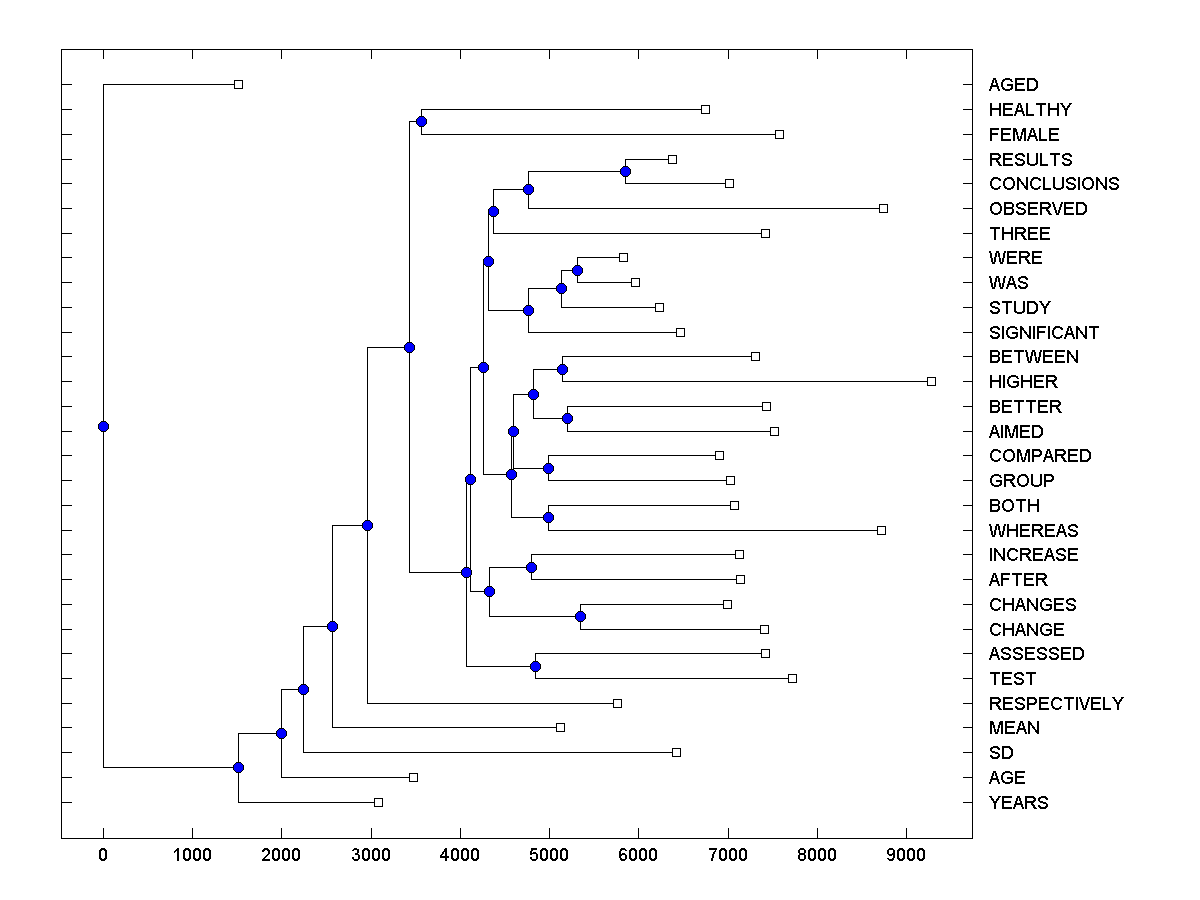 AGED
HEALTHY
FEMALE
RESULTS
CONCLUSIONS
OBSERVED
THREE
WERE
WAS
STUDY
SIGNIFICANT
BETWEEN
HIGHER
BETTER
AIMED
COMPARED
GROUP
BOTH
WHEREAS
INCREASE
AFTER
CHANGES
CHANGE
ASSESSED
TEST
RESPECTIVELY
MEAN
SD
AGE
YEARS
0 1000 2000 3000 4000 5000 6000 7000 8000 9000